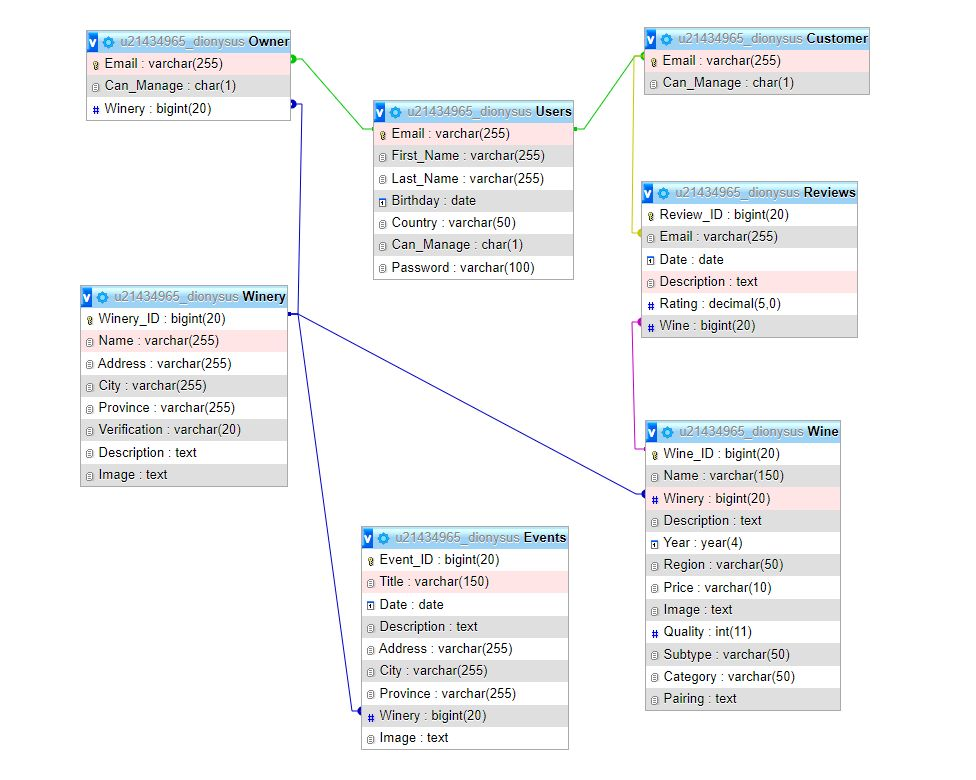 v u21434965_dionysus Owner
Email : varchar(255)
Can_Manage : char(1)
# Winery : bigint(20)
v u21434965_dionysus Customer
Email : varchar(255)
Can_Manage : char(1)
v u21434965_dionysus Users
Email : varchar(255)
First_Name : varchar(255)
Last_Name : varchar(255)
Birthday : date
Country : varchar(50)
Can_Manage : char(1)
Password : varchar(100)
v u21434965_dionysus Reviews
Review_ID : bigint(20)
Email : varchar(255)
Date : date
Description : text
# Rating : decimal(5,0)
# Wine : bigint(20)
v u21434965_dionysus Winery
Winery_ID : bigint(20)
Name : varchar(255)
Address : varchar(255)
City : varchar(255)
Province : varchar(255)
Verification : varchar(20)
Description : text
Image : text
v u21434965_dionysus Wine
Wine_ID : bigint(20)
Name : varchar(150)
# Winery : bigint(20)
Description : text
Year : year(4)
Region : varchar(50)
Price : varchar(10)
Image : text
# Quality : int(11)
Subtype : varchar(50)
Category : varchar(50)
Pairing : text
v u21434965_dionysus Events
Event_ID : bigint(20)
Title : varchar(150)
Date : date
Description : text
Address : varchar(255)
City : varchar(255)
Province : varchar(255)
# Winery : bigint(20)
Image : text